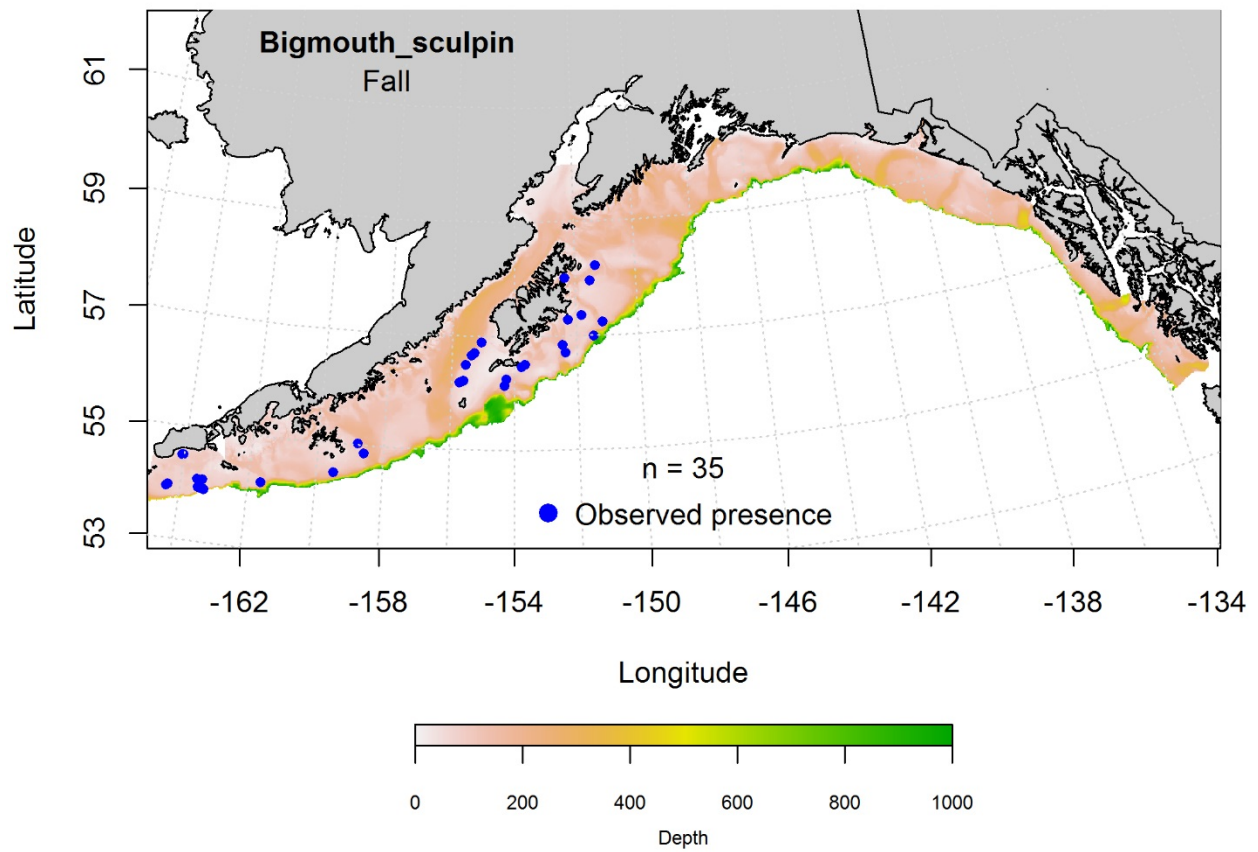 Bigmouth_sculpin
Fall
61
59
57
55
53
Latitude
n = 35
Observed presence
-162 -158 -154 -150 -146 -142 -138 -134
Longitude
0 200 400 600 800 1000
Depth